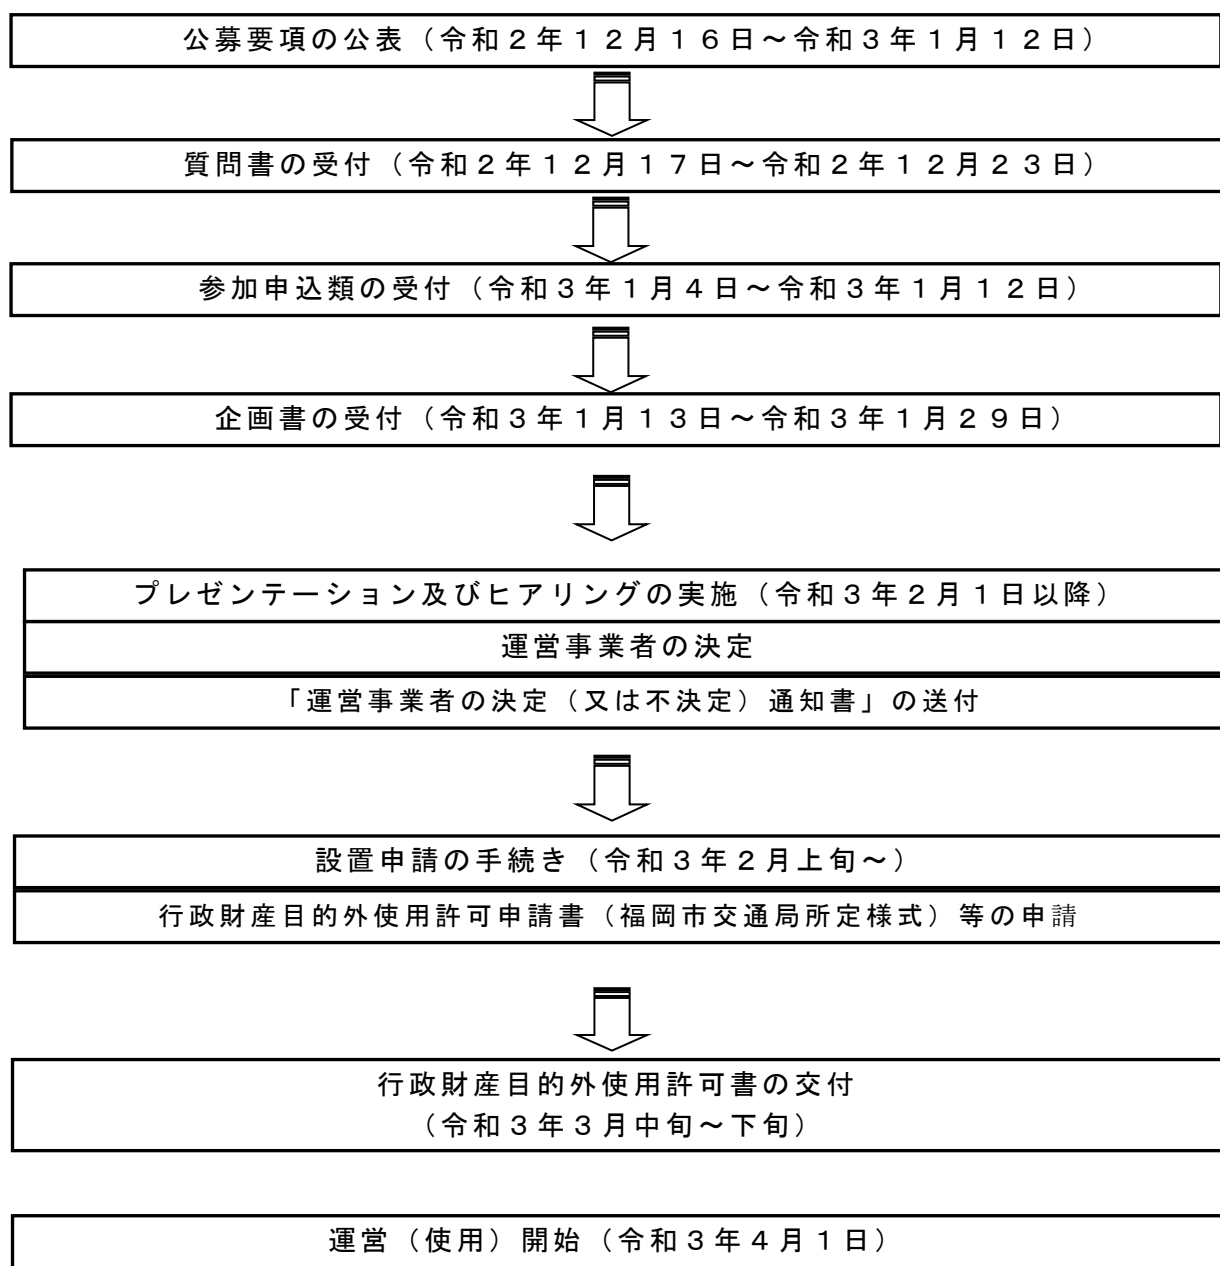 公募要項の公表（令和２年１２月１６日～令和３年１月１２日）
質問書の受付（令和２年１２月１７日～令和２年１２月２３日）
参加申込類の受付（令和３年１月４日～令和３年１月１２日）
企画書の受付（令和３年１月１３日～令和３年１月２９日）
プレゼンテーション及びヒアリングの実施（令和３年２月１日以降）
運営事業者の決定
「運営事業者の決定（又は不決定）通知書」の送付
設置申請の手続き（令和３年２月上旬～）
行政財産目的外使用許可申請書（福岡市交通局所定様式）等の申請
行政財産目的外使用許可書の交付
（令和３年３月中旬～下旬）
運営（使用）開始（令和３年４月１日）